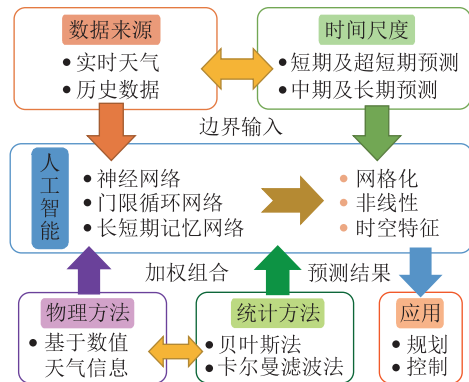 数据来源
•实时天气
•历史数据
时间尺度
•短期及超短期预测
•中期及长期预测
边界输入
人工智能
•神经网络
•门限循环网络
•长短期记忆网络
•网格化
•非线性
•时空特征
加权组合
预测结果
物理方法
•基于数值
天气信息
统计方法
•贝叶斯法
•卡尔曼滤波法
应用
•规划
•控制